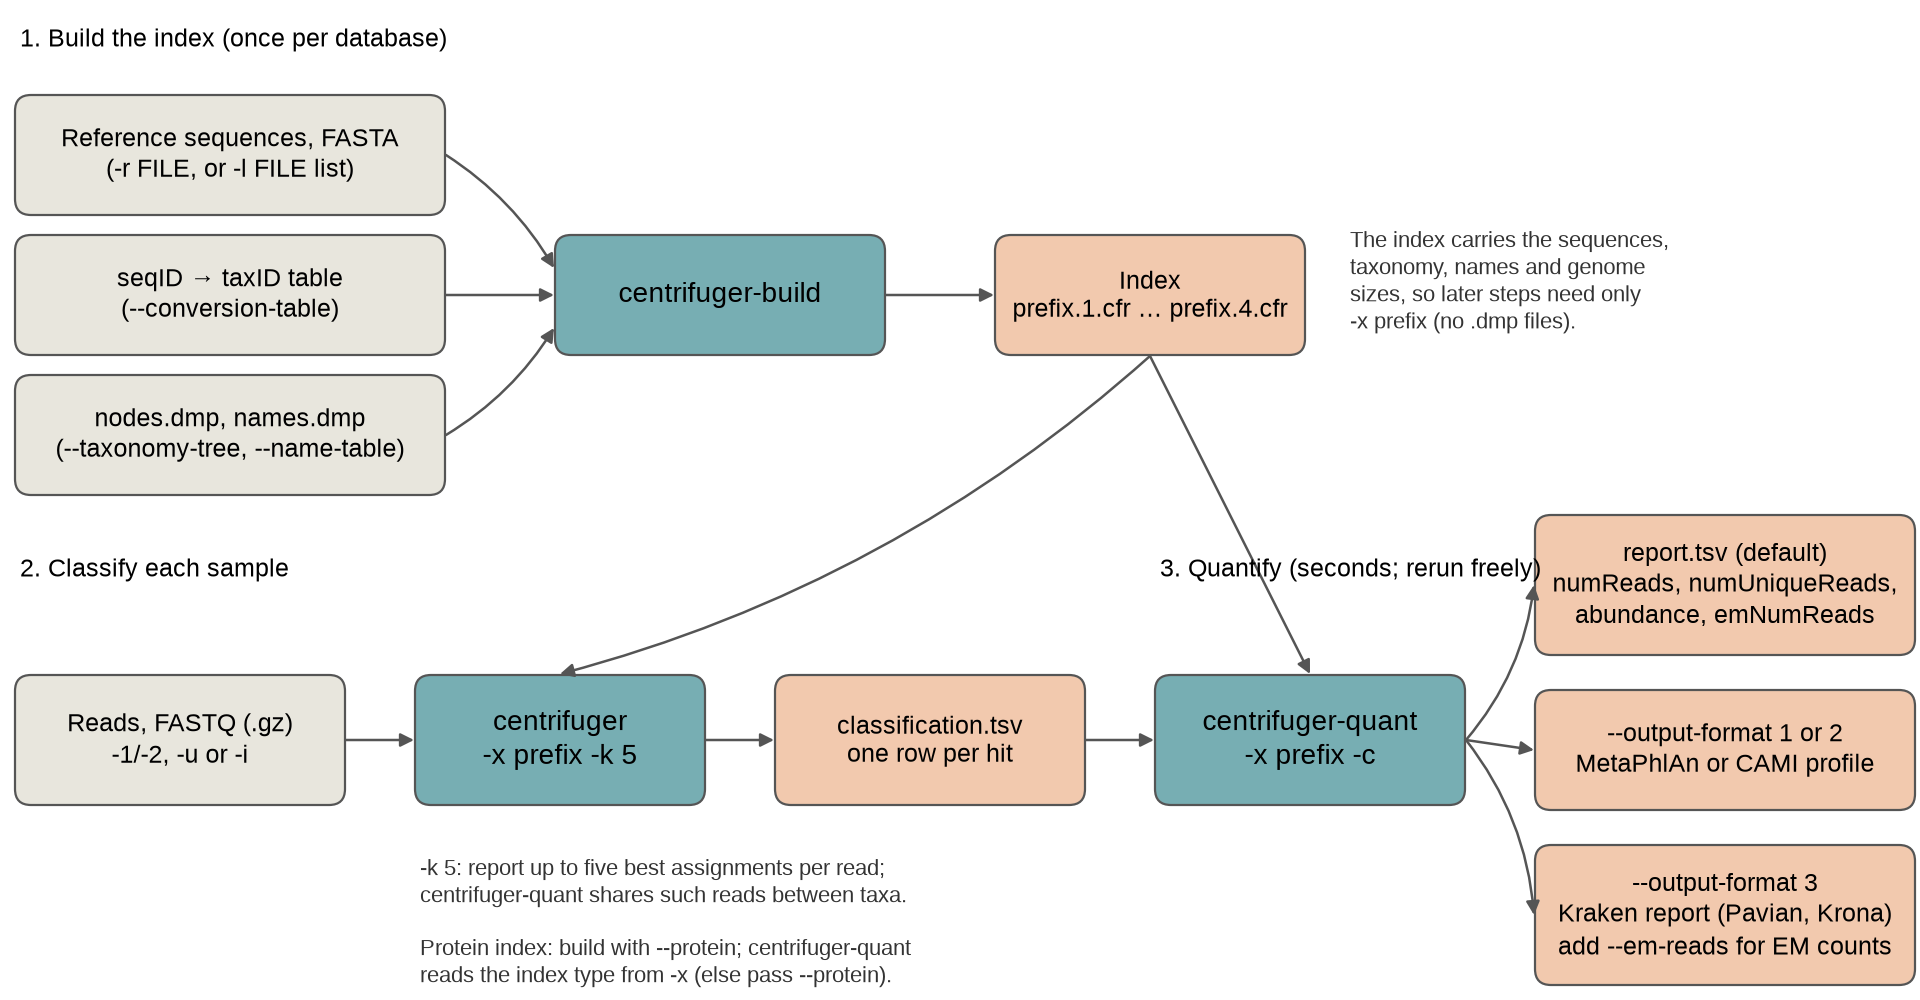 1. Build the index (once per database)
Reference sequences, FASTA
(-r FILE, or -l FILE list)
seqID → taxID table
(--conversion-table)
nodes.dmp, names.dmp
(--taxonomy-tree, --name-table)
centrifuger-build
Index
prefix.1.cfr … prefix.4.cfr
The index carries the sequences,
taxonomy, names and genome
sizes, so later steps need only
-x prefix (no .dmp files).
2. Classify each sample
Reads, FASTQ (.gz)
-1/-2, -u or -i
centrifuger
-x prefix -k 5
classification.tsv
one row per hit
-k 5: report up to five best assignments per read;
centrifuger-quant shares such reads between taxa.
Protein index: build with --protein; centrifuger-quant
reads the index type from -x (else pass --protein).
3. Quantify (seconds; rerun freely)
centrifuger-quant
-x prefix -c
report.tsv (default)
numReads, numUniqueReads,
abundance, emNumReads
--output-format 1 or 2
MetaPhlAn or CAMI profile
--output-format 3
Kraken report (Pavian, Krona)
add --em-reads for EM counts